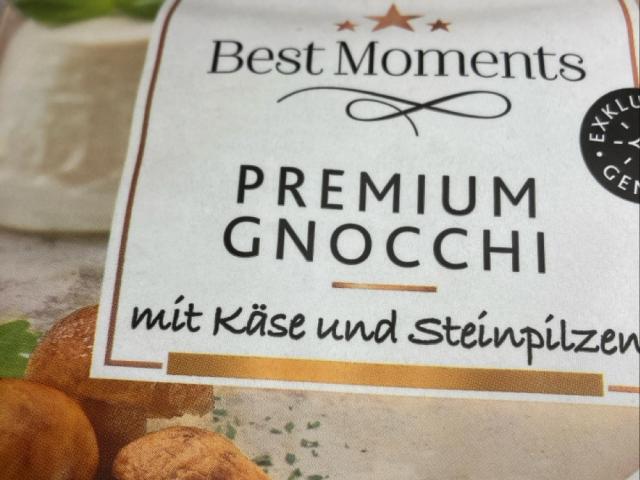 Best Moments
PREMIUM
GNOCCHI
mit Käse und Steinpilzen